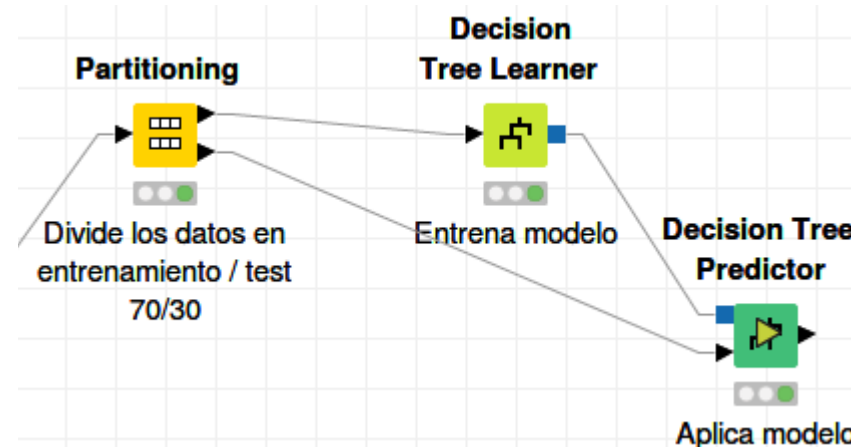 Decision
Tree Learner
Partitioning
Divide los datos en
entrenamiento / test
70/30
Entrena modelo
Decision Tree
Predictor
Aplica modelo